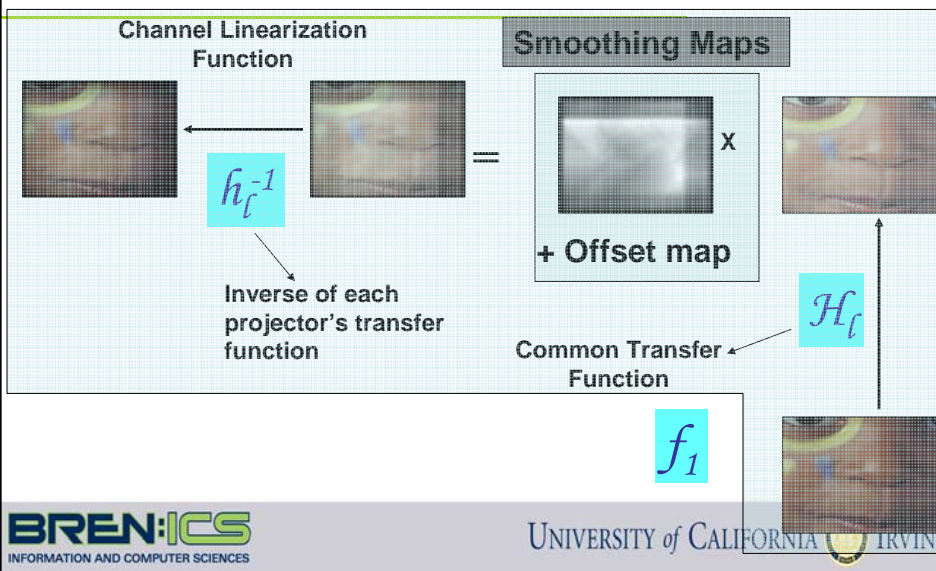 Channel Linearization
Function
Smoothing Maps
=
x
+ Offset map
h_l^-1
Inverse of each
projector's transfer
function
H_l
Common Transfer
Function
f_1
BREN:ICS
INFORMATION AND COMPUTER SCIENCES
UNIVERSITY of CALIFORNIA IRVIN